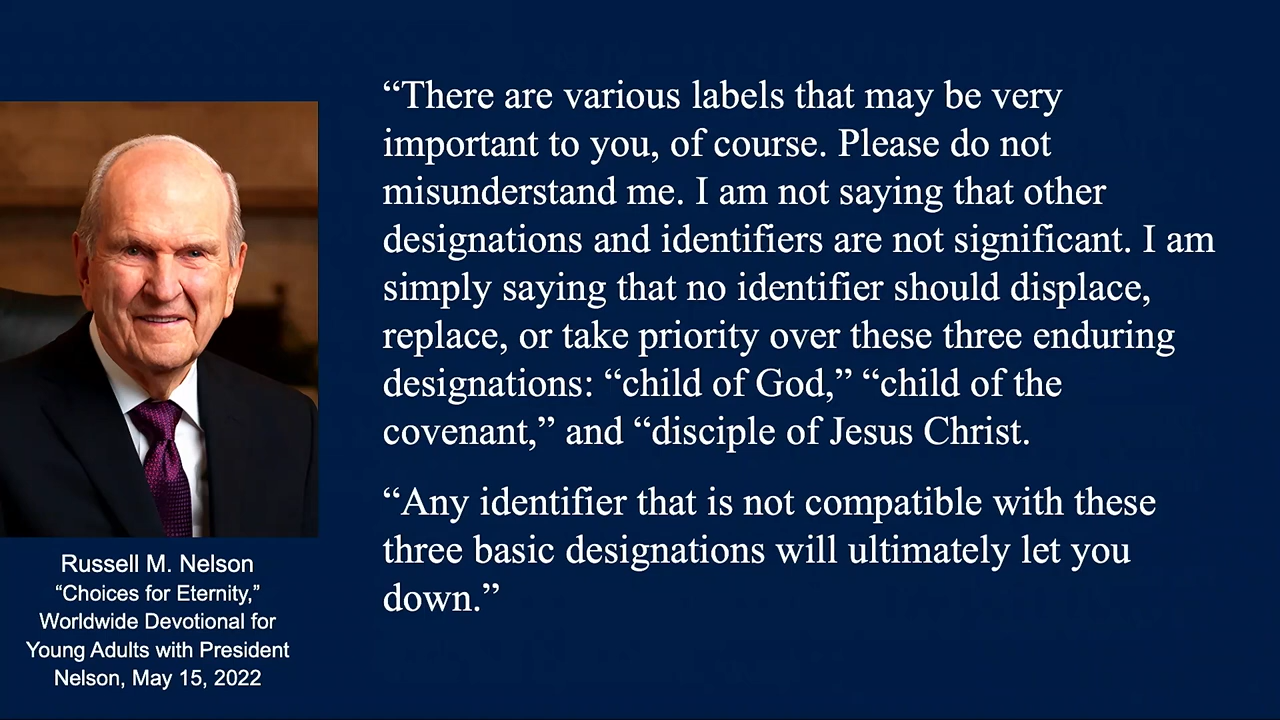 “There are various labels that may be very
important to you, of course. Please do not
misunderstand me. I am not saying that other
designations and identifiers are not significant. I am
simply saying that no identifier should displace,
replace, or take priority over these three enduring
designations: “child of God,” “child of the
covenant,” and “disciple of Jesus Christ.
“Any identifier that is not compatible with these
three basic designations will ultimately let you
down.”
Russell M. Nelson
“Choices for Eternity,”
Worldwide Devotional for
Young Adults with President
Nelson, May 15, 2022